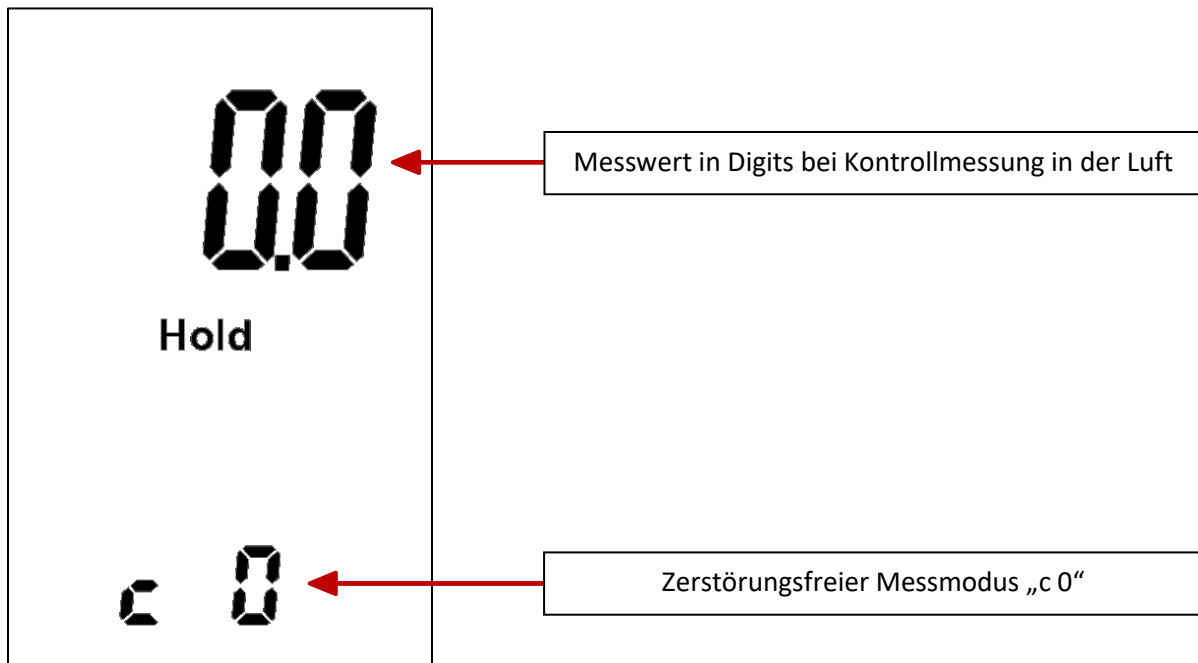 0.0
Messwert in Digits bei Kontrollmessung in der Luft
Hold
c 0
Zerstörungsfreier Messmodus „c 0“